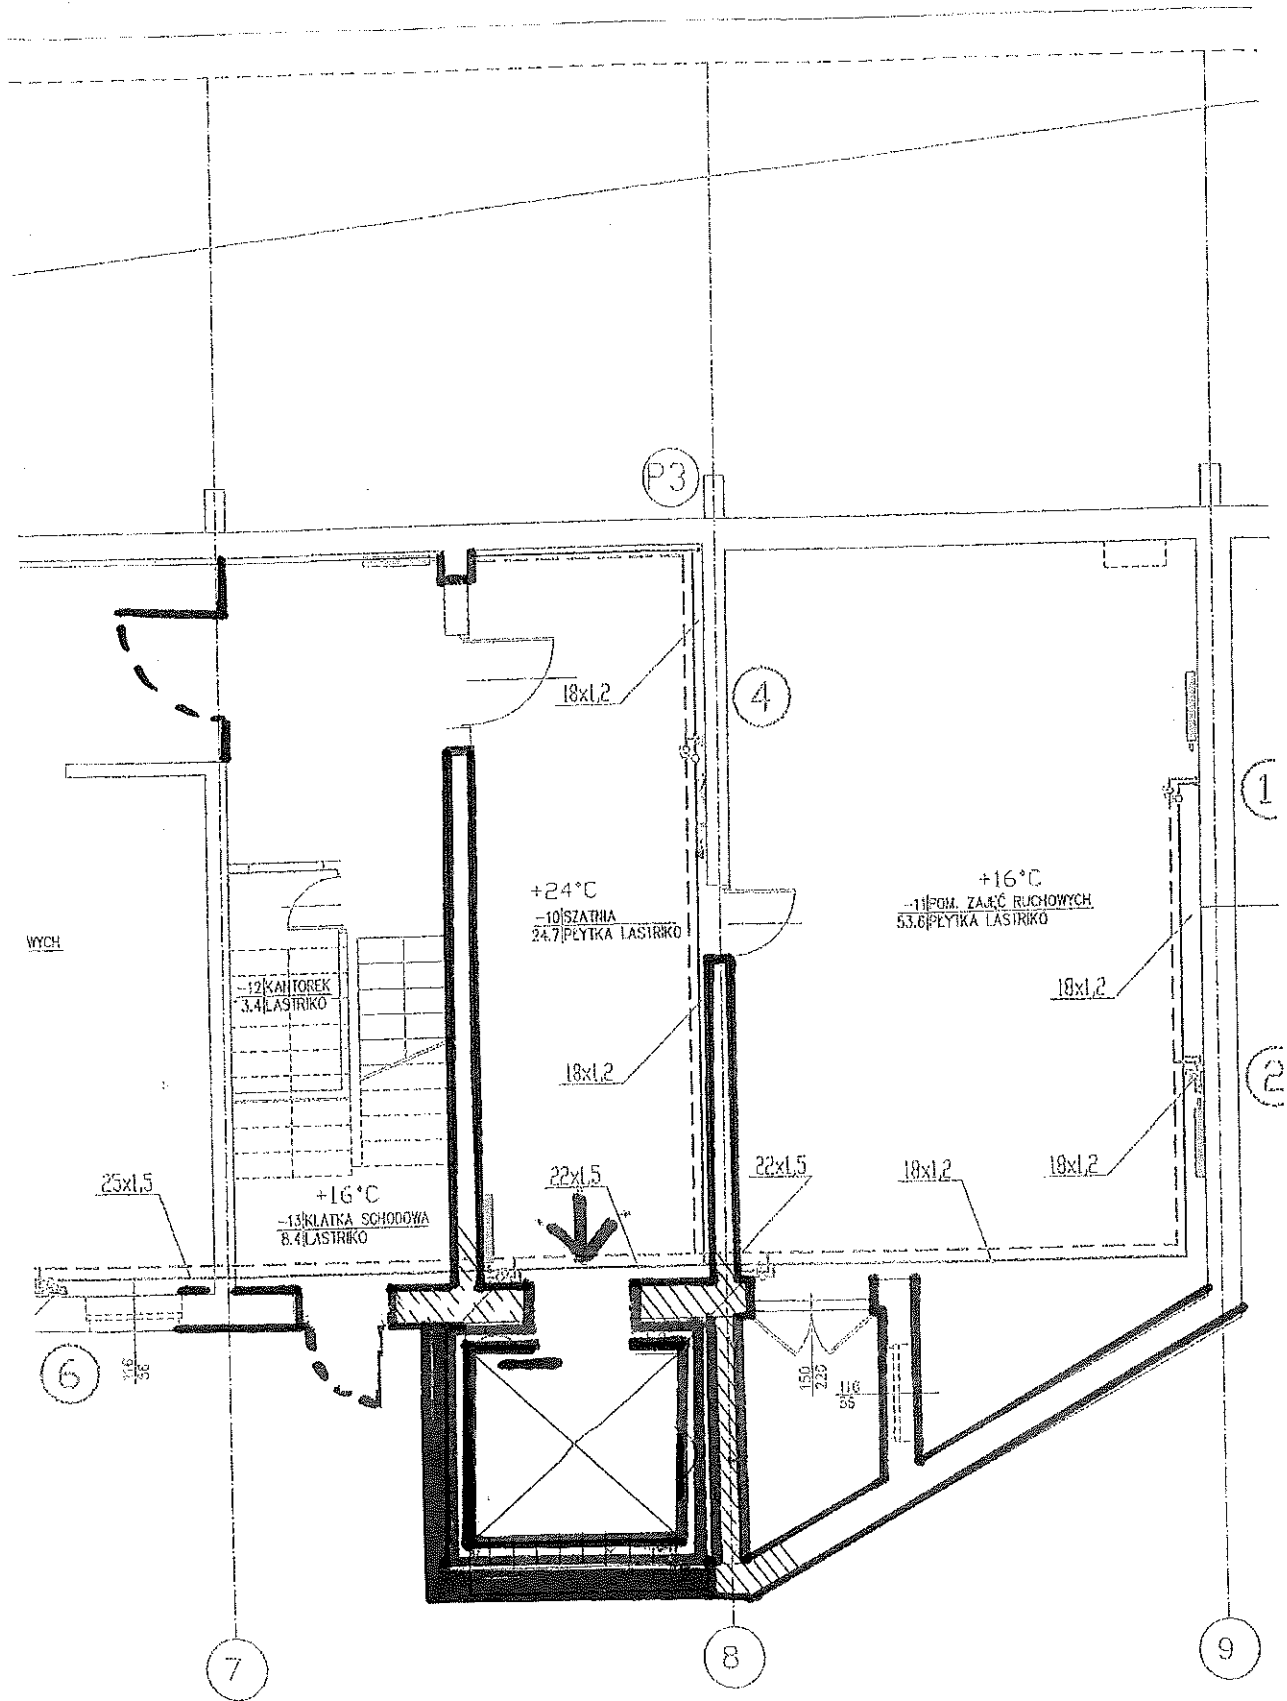 P3
18x1,2
4
1
+24°C
-10|SZATNIA
24.7|PŁYTKA LASTRIKO
+16°C
-11|POM. ZAJĘĆ RUCHOWYCH
53.6|PŁYTKA LASTRIKO
WYCH
-12|KANTOREK
3.4|LASTRIKO
18x1,2
18x1,2
2
25x1,5
+16°C
-13|KLATKA SCHODOWA
8.4|LASTRIKO
22x1,5
22x1,5
18x1,2
18x1,2
6
116
56
150
225
116
56
7
8
9